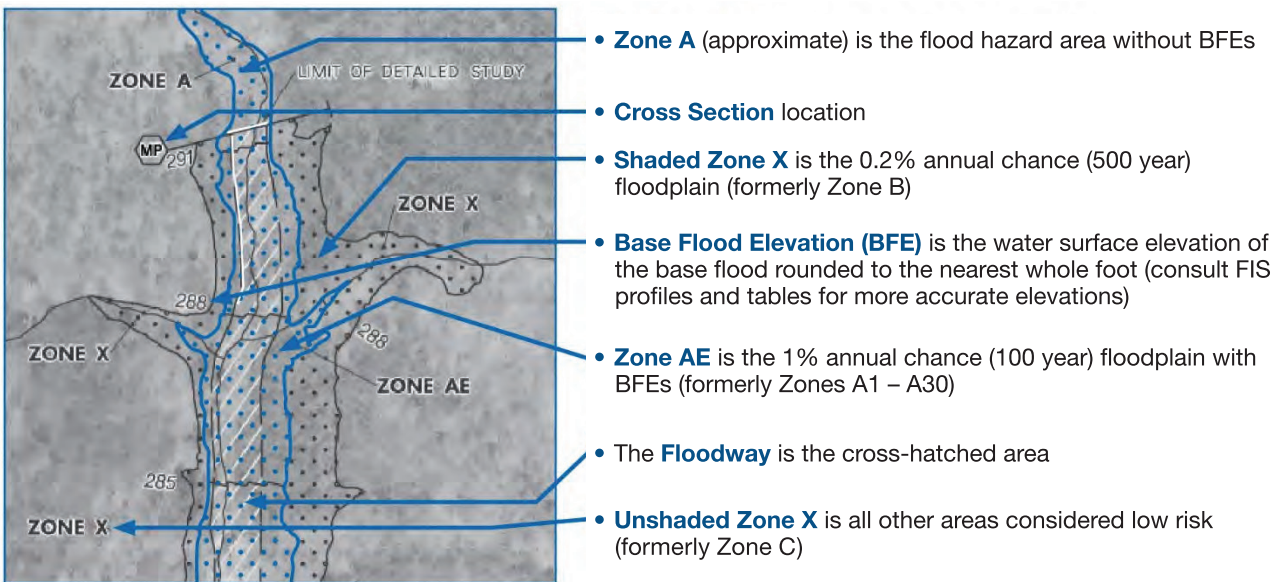 ZONE A
LIMIT OF DETAILED STUDY
MP
291
ZONE X
288
ZONE X
288
ZONE AE
285
ZONE X
• Zone A (approximate) is the flood hazard area without BFEs
• Cross Section location
• Shaded Zone X is the 0.2% annual chance (500 year)
floodplain (formerly Zone B)
• Base Flood Elevation (BFE) is the water surface elevation of
the base flood rounded to the nearest whole foot (consult FIS
profiles and tables for more accurate elevations)
• Zone AE is the 1% annual chance (100 year) floodplain with
BFEs (formerly Zones A1 – A30)
• The Floodway is the cross-hatched area
• Unshaded Zone X is all other areas considered low risk
(formerly Zone C)